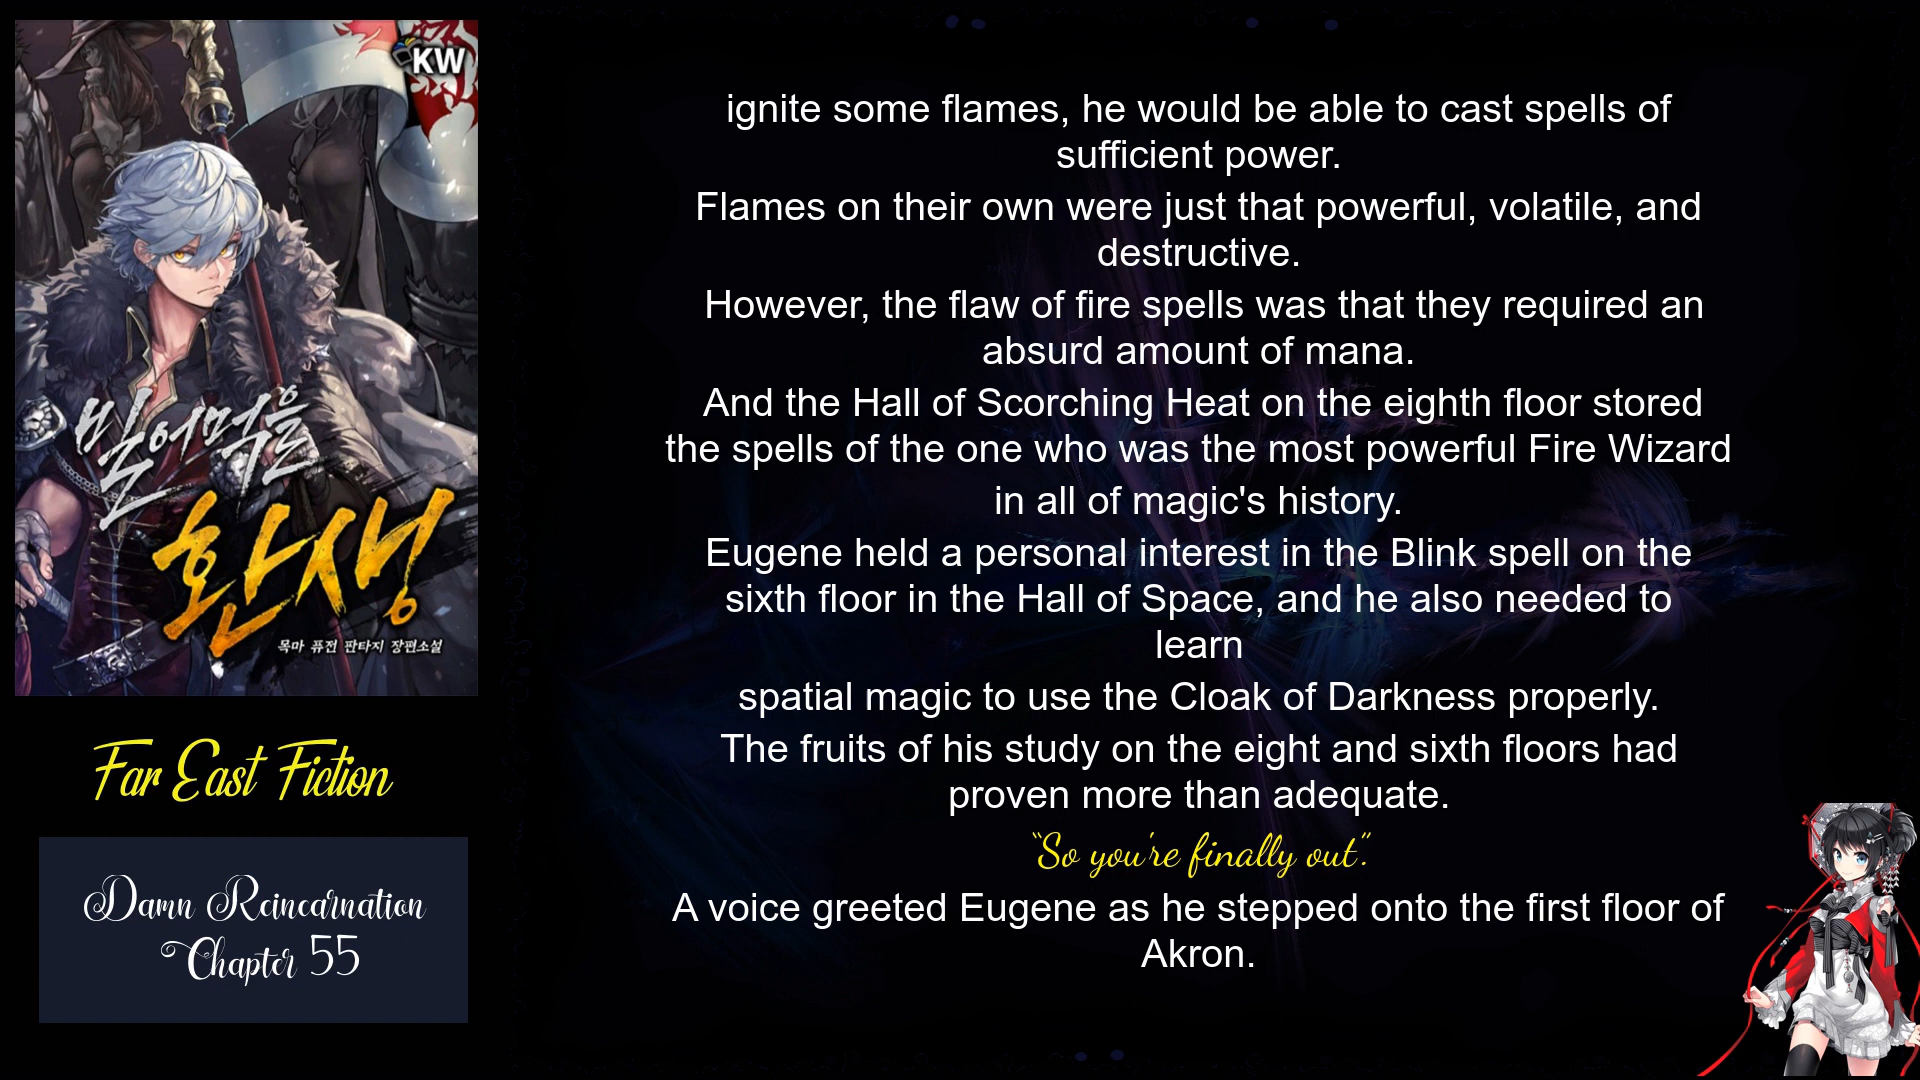 KW
빌어먹을
환생
목마 퓨전 판타지 장편소설
Far East Fiction
Damn Reincarnation
Chapter 55
ignite some flames, he would be able to cast spells of
sufficient power.
Flames on their own were just that powerful, volatile, and
destructive.
However, the flaw of fire spells was that they required an
absurd amount of mana.
And the Hall of Scorching Heat on the eighth floor stored
the spells of the one who was the most powerful Fire Wizard
in all of magic's history.
Eugene held a personal interest in the Blink spell on the
sixth floor in the Hall of Space, and he also needed to
learn
spatial magic to use the Cloak of Darkness properly.
The fruits of his study on the eight and sixth floors had
proven more than adequate.
“So you're finally out”.
A voice greeted Eugene as he stepped onto the first floor of
Akron.